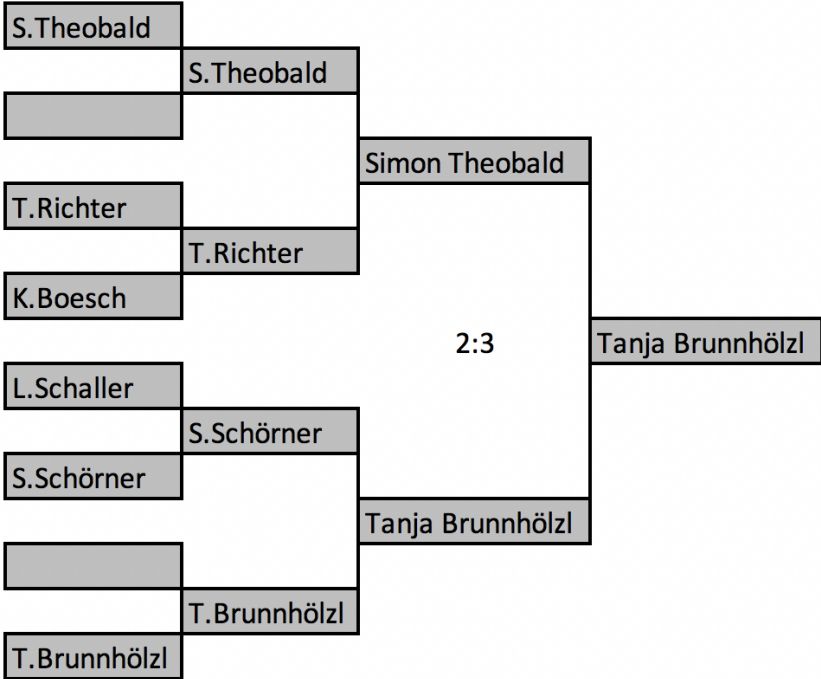 S.Theobald
S.Theobald
Simon Theobald
T.Richter
T.Richter
K.Boesch
2:3
Tanja Brunnhölzl
L.Schaller
S.Schörner
S.Schörner
Tanja Brunnhölzl
T.Brunnhölzl
T.Brunnhölzl